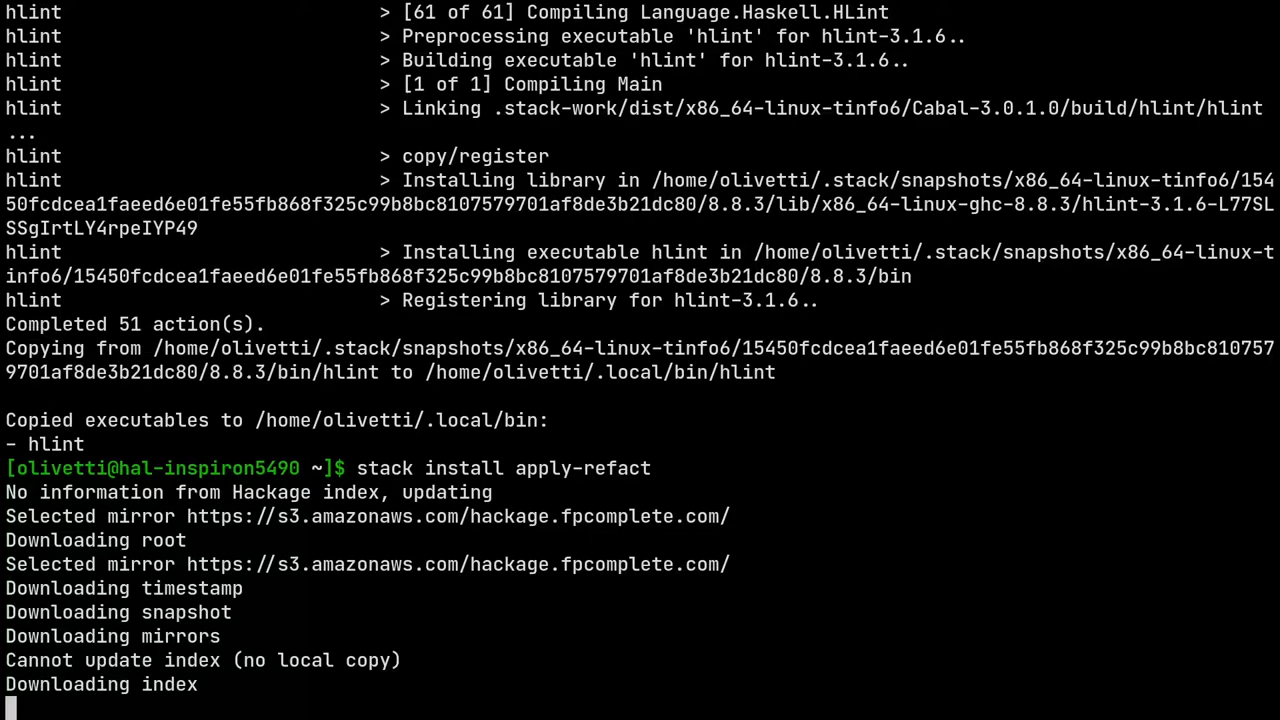 hlint                            > [61 of 61] Compiling Language.Haskell.HLint
hlint                            > Preprocessing executable 'hlint' for hlint-3.1.6..
hlint                            > Building executable 'hlint' for hlint-3.1.6..
hlint                            > [1 of 1] Compiling Main
hlint                            > Linking .stack-work/dist/x86_64-linux-tinfo6/Cabal-3.0.1.0/build/hlint/hlint
...
hlint                            > copy/register
hlint                            > Installing library in /home/olivetti/.stack/snapshots/x86_64-linux-tinfo6/154
50fcdcea1faeed6e01fe55fb868f325c99b8bc8107579701af8de3b21dc80/8.8.3/lib/x86_64-linux-ghc-8.8.3/hlint-3.1.6-L77SL
SSgIrtLY4rpeIYP49
hlint                            > Installing executable hlint in /home/olivetti/.stack/snapshots/x86_64-linux-t
info6/15450fcdcea1faeed6e01fe55fb868f325c99b8bc8107579701af8de3b21dc80/8.8.3/bin
hlint                            > Registering library for hlint-3.1.6..
Completed 51 action(s).
Copying from /home/olivetti/.stack/snapshots/x86_64-linux-tinfo6/15450fcdcea1faeed6e01fe55fb868f325c99b8bc810757
9701af8de3b21dc80/8.8.3/bin/hlint to /home/olivetti/.local/bin/hlint

Copied executables to /home/olivetti/.local/bin:
- hlint
[olivetti@hal-inspiron5490 ~]$ stack install apply-refact
No information from Hackage index, updating
Selected mirror https://s3.amazonaws.com/hackage.fpcomplete.com/
Downloading root
Selected mirror https://s3.amazonaws.com/hackage.fpcomplete.com/
Downloading timestamp
Downloading snapshot
Downloading mirrors
Cannot update index (no local copy)
Downloading index